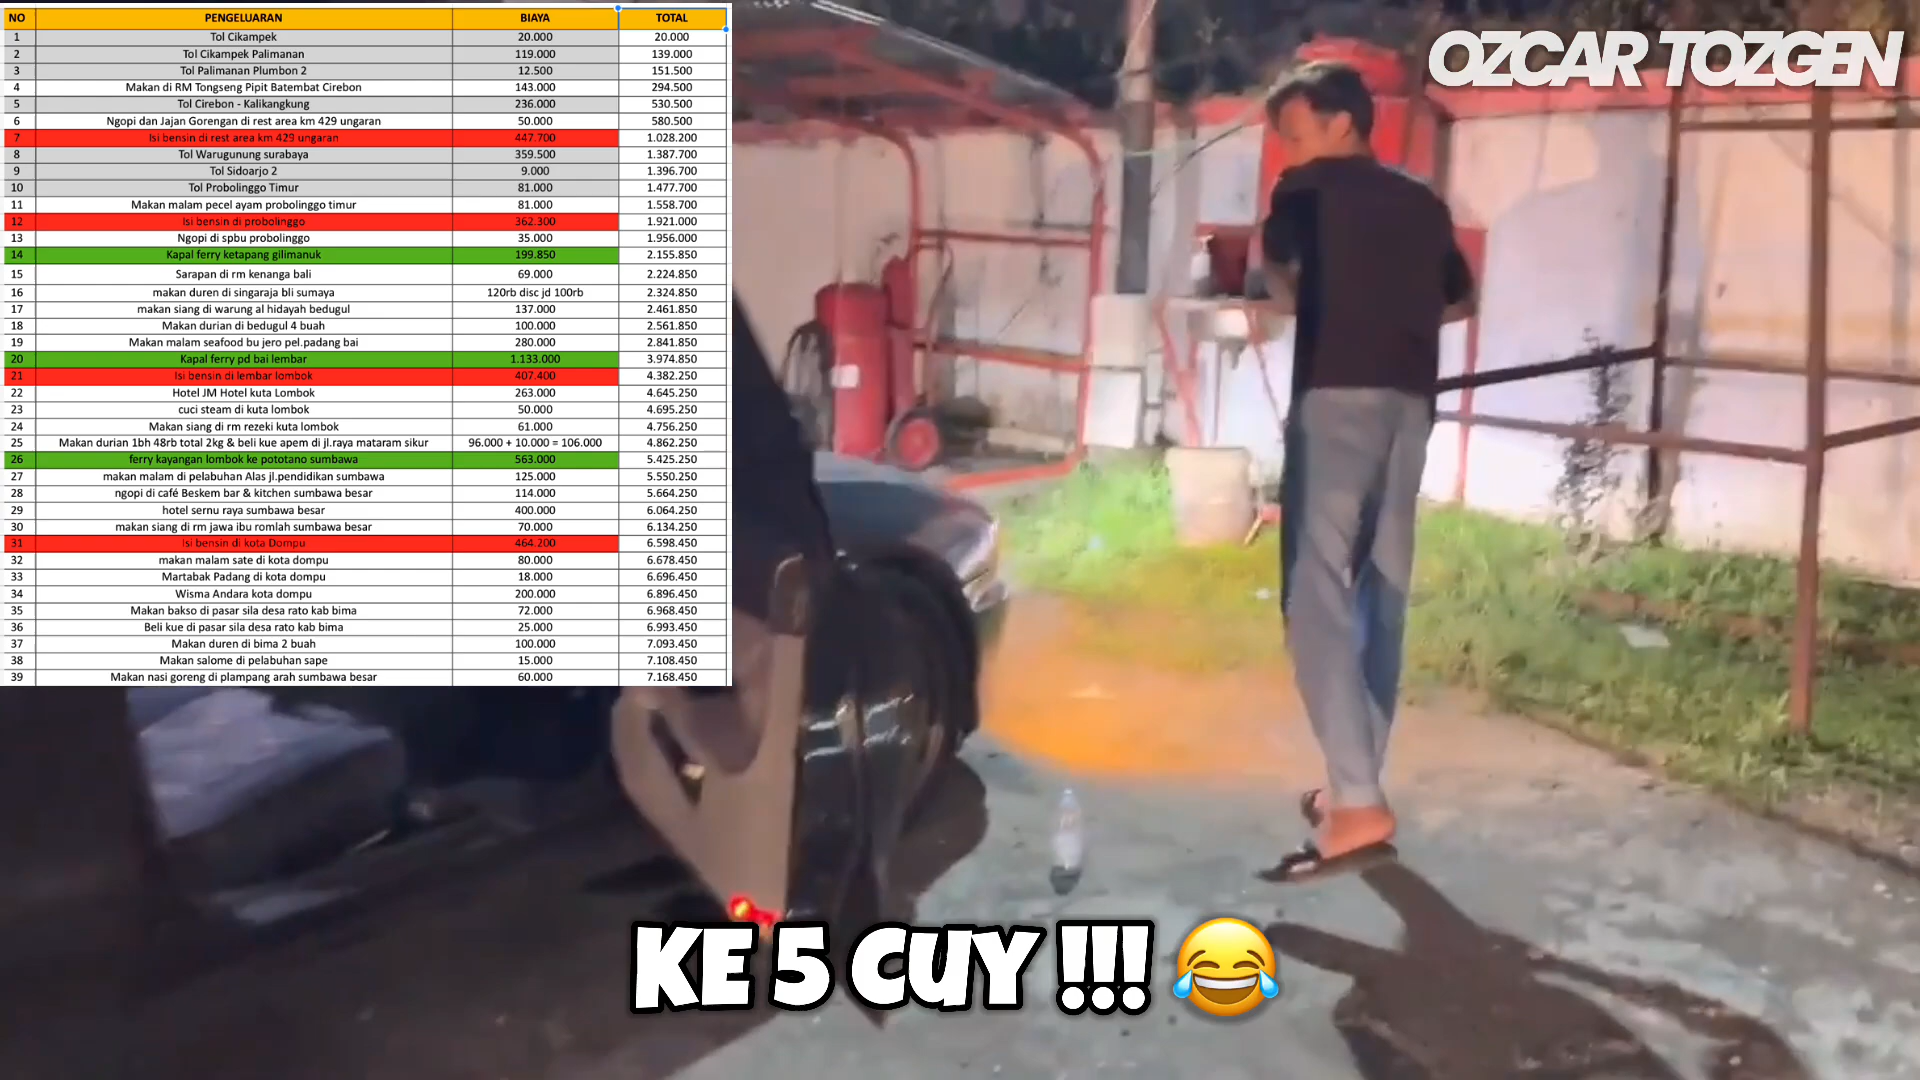 NO PENGELUARAN BIAYA TOTAL
1 Tol Cikampek 20.000 20.000
2 Tol Cikampek Palimanan 119.000 139.000
3 Tol Palimanan Plumbon 2 12.500 151.500
4 Makan di RM Tongseng Pipit Batembat Cirebon 143.000 294.500
5 Tol Cirebon - Kalikangkung 236.000 530.500
6 Ngopi dan Jajan Gorengan di rest area km 429 ungaran 50.000 580.500
7 Isi bensin di rest area km 429 ungaran 447.700 1.028.200
8 Tol Warugunung surabaya 359.500 1.387.700
9 Tol Sidoarjo 2 9.000 1.396.700
10 Tol Probolinggo Timur 81.000 1.477.700
11 Makan malam pecel ayam probolinggo timur 81.000 1.558.700
12 Isi bensin di probolinggo 362.300 1.921.000
13 Ngopi di spbu probolinggo 35.000 1.956.000
14 Kapal ferry ketapang gilimanuk 199.850 2.155.850
15 Sarapan di rm kenanga bali 69.000 2.224.850
16 makan duren di singaraja bli sumaya 120rb disc jd 100rb 2.324.850
17 makan siang di warung al hidayah bedugul 137.000 2.461.850
18 Makan durian di bedugul 4 buah 100.000 2.561.850
19 Makan malam seafood bu jero pel.padang bai 280.000 2.841.850
20 Kapal ferry pd bai lembar 1.133.000 3.974.850
21 Isi bensin di lembar lombok 407.400 4.382.250
22 Hotel JM Hotel kuta Lombok 263.000 4.645.250
23 cuci steam di kuta lombok 50.000 4.695.250
24 Makan siang di rm rezeki kuta lombok 61.000 4.756.250
25 Makan durian 1bh 48rb total 2kg & beli kue apem di jl.raya mataram sikur 96.000 + 10.000 = 106.000 4.862.250
26 ferry kayangan lombok ke pototano sumbawa 563.000 5.425.250
27 makan malam di pelabuhan Alas jl.pendidikan sumbawa 125.000 5.550.250
28 ngopi di café Beskem bar & kitchen sumbawa besar 114.000 5.664.250
29 hotel sernu raya sumbawa besar 400.000 6.064.250
30 makan siang di rm jawa ibu romlah sumbawa besar 70.000 6.134.250
31 Isi bensin di kota Dompu 464.200 6.598.450
32 makan malam sate di kota dompu 80.000 6.678.450
33 Martabak Padang di kota dompu 18.000 6.696.450
34 Wisma Andara kota dompu 200.000 6.896.450
35 Makan bakso di pasar sila desa rato kab bima 72.000 6.968.450
36 Beli kue di pasar sila desa rato kab bima 25.000 6.993.450
37 Makan duren di bima 2 buah 100.000 7.093.450
38 Makan salome di pelabuhan sape 15.000 7.108.450
39 Makan nasi goreng di plampang arah sumbawa besar 60.000 7.168.450
OZCAR TOZGEN
KE 5 CUY !!! 😂